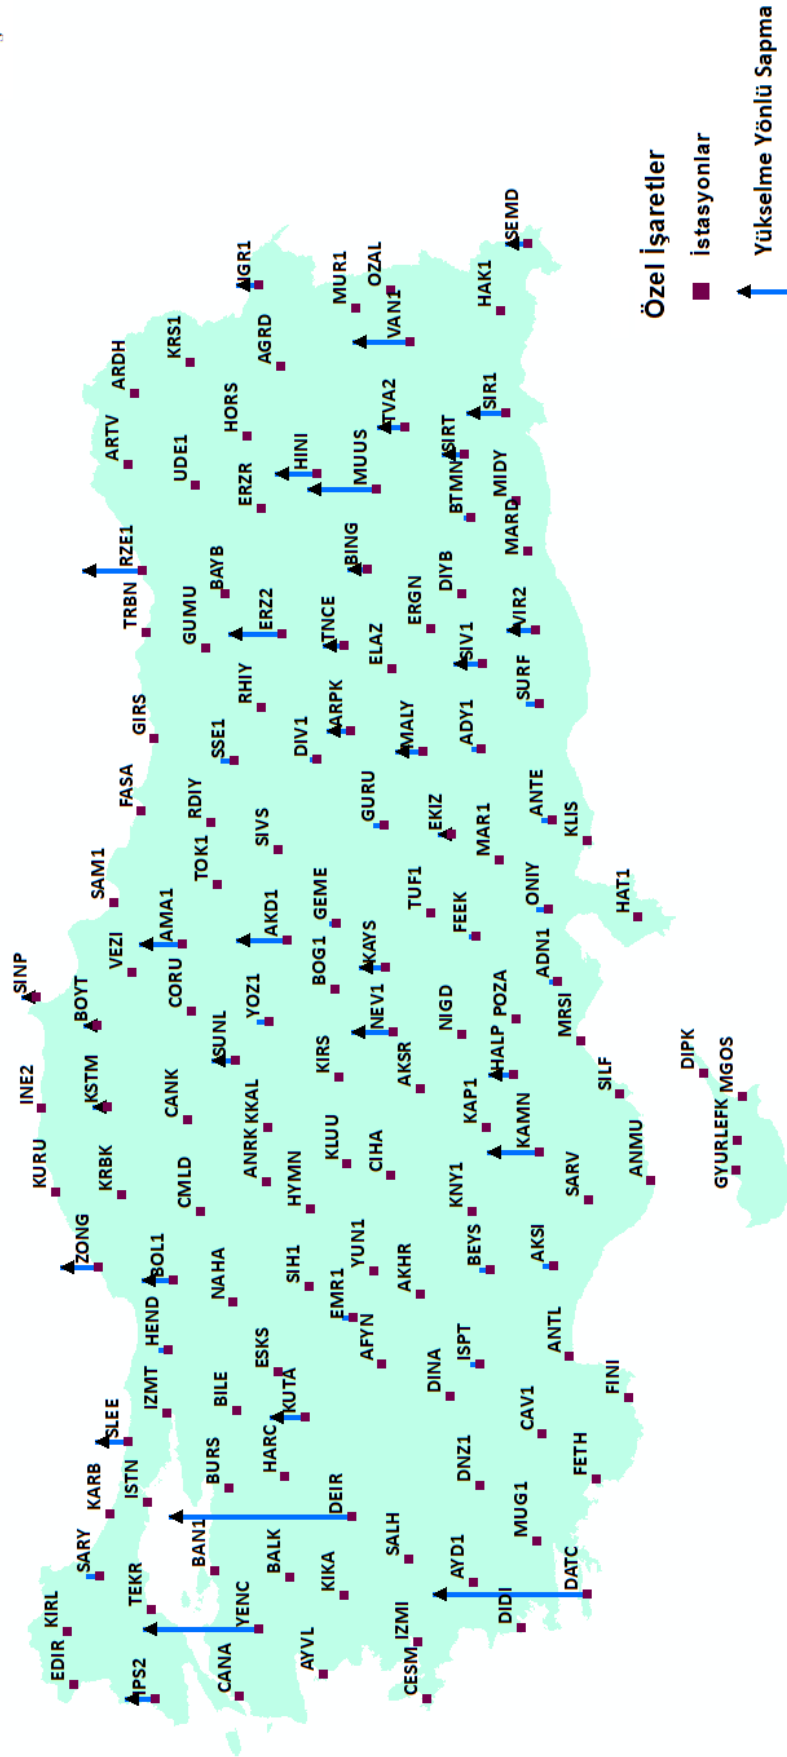 SINP
INE2
BOYT
KURU
KSTM
ZONG
KRBK
SAM1
VEZI
AMA1
FASA
GIRS
TRBN
RZE1
ARTV
ARDH
KRS1
UDE1
HORS
AGRD
IGR1
EDIR
KIRL
SARY
KARB
SLEE
ISTN
TEKR
IPS2
IZMT
HEND
BOL1
CMLD
CANK
CORU
SUNL
YOZ1
TOK1
RDIY
SSE1
GUMU
BAYB
ERZ2
ERZR
RHIY
CANA
YENC
BAN1
BURS
BILE
NAHA
ANRK
KKAL
AKD1
SIVS
DIV1
HINI
MUUS
BALK
HARC
KUTA
ESKS
SIH1
HYMN
KIRS
BOG1
GEME
ARPK
TNCE
BING
MUR1
OZAL
VAN1
AYVL
KIKA
DEIR
EMR1
YUN1
KLUU
NEV1
KAYS
GURU
MALY
ELAZ
TVA2
CESM
IZMI
SALH
AFYN
AKHR
CIHA
AKSR
TUF1
EKIZ
ERGN
DIYB
BTMN
SIRT
SIR1
HAK1
SEMD
AYD1
DNZ1
DINA
ISPT
BEYS
KNY1
KAP1
NIGD
HALP
POZA
FEEK
MAR1
ADY1
SIV1
SURF
VIR2
MARD
MIDY
DIDI
DATC
MUG1
CAV1
FETH
FINI
ANTL
AKSI
SARV
KAMN
ANMU
SILF
MRSI
ADN1
ONIY
ANTE
KLIS
HAT1
GYUR
LEFK
MGOS
DIPK
Özel İşaretler
İstasyonlar
Yükselme Yönlü Sapma